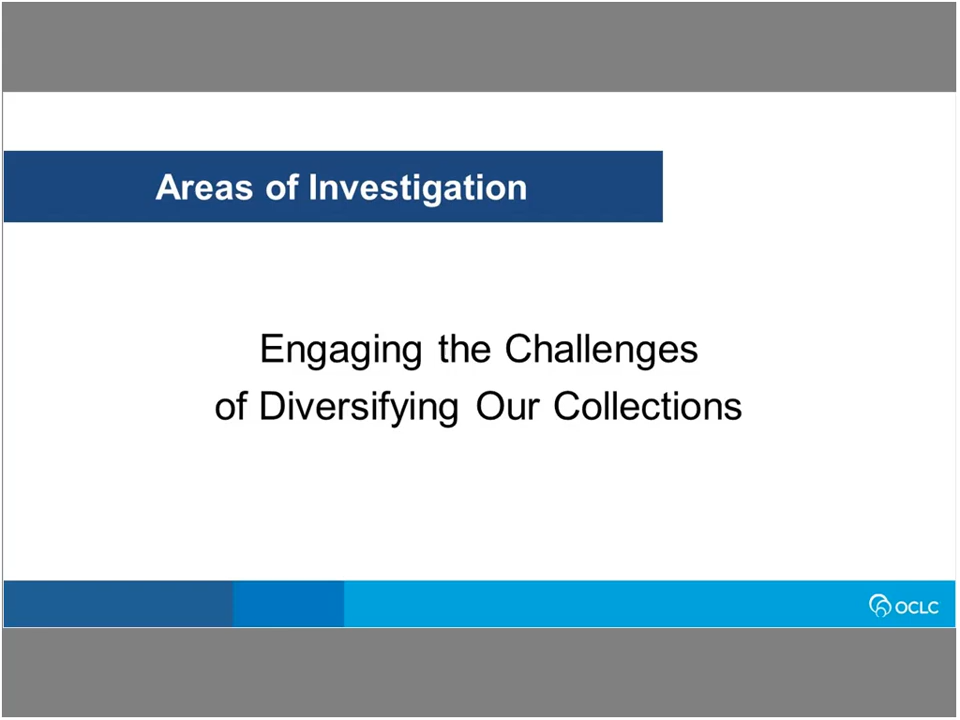 Areas of Investigation
Engaging the Challenges
of Diversifying Our Collections
OCLC